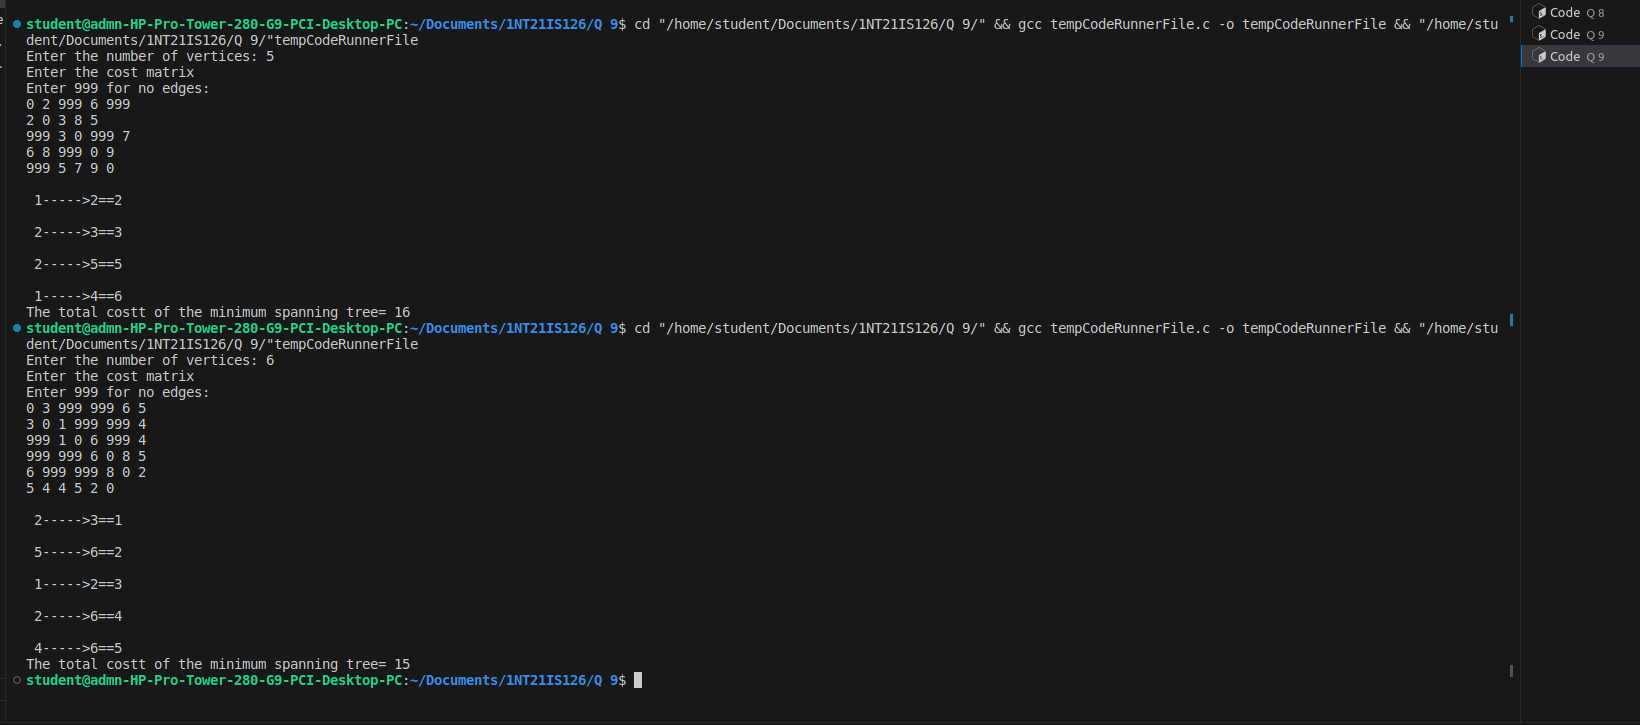 student@admn-HP-Pro-Tower-280-G9-PCI-Desktop-PC:~/Documents/1NT21IS126/Q 9$ cd "/home/student/Documents/1NT21IS126/Q 9/" && gcc tempCodeRunnerFile.c -o tempCodeRunnerFile && "/home/stu
dent/Documents/1NT21IS126/Q 9/"tempCodeRunnerFile
Enter the number of vertices: 5
Enter the cost matrix
Enter 999 for no edges:
0 2 999 6 999
2 0 3 8 5
999 3 0 999 7
6 8 999 0 9
999 5 7 9 0
1----->2==2
2----->3==3
2----->5==5
1----->4==6
The total costt of the minimum spanning tree= 16
student@admn-HP-Pro-Tower-280-G9-PCI-Desktop-PC:~/Documents/1NT21IS126/Q 9$ cd "/home/student/Documents/1NT21IS126/Q 9/" && gcc tempCodeRunnerFile.c -o tempCodeRunnerFile && "/home/stu
dent/Documents/1NT21IS126/Q 9/"tempCodeRunnerFile
Enter the number of vertices: 6
Enter the cost matrix
Enter 999 for no edges:
0 3 999 999 6 5
3 0 1 999 999 4
999 1 0 6 999 4
999 999 6 0 8 5
6 999 999 8 0 2
5 4 4 5 2 0
2----->3==1
5----->6==2
1----->2==3
2----->6==4
4----->6==5
The total costt of the minimum spanning tree= 15
student@admn-HP-Pro-Tower-280-G9-PCI-Desktop-PC:~/Documents/1NT21IS126/Q 9$
Code Q 8
Code Q 9
Code Q 9